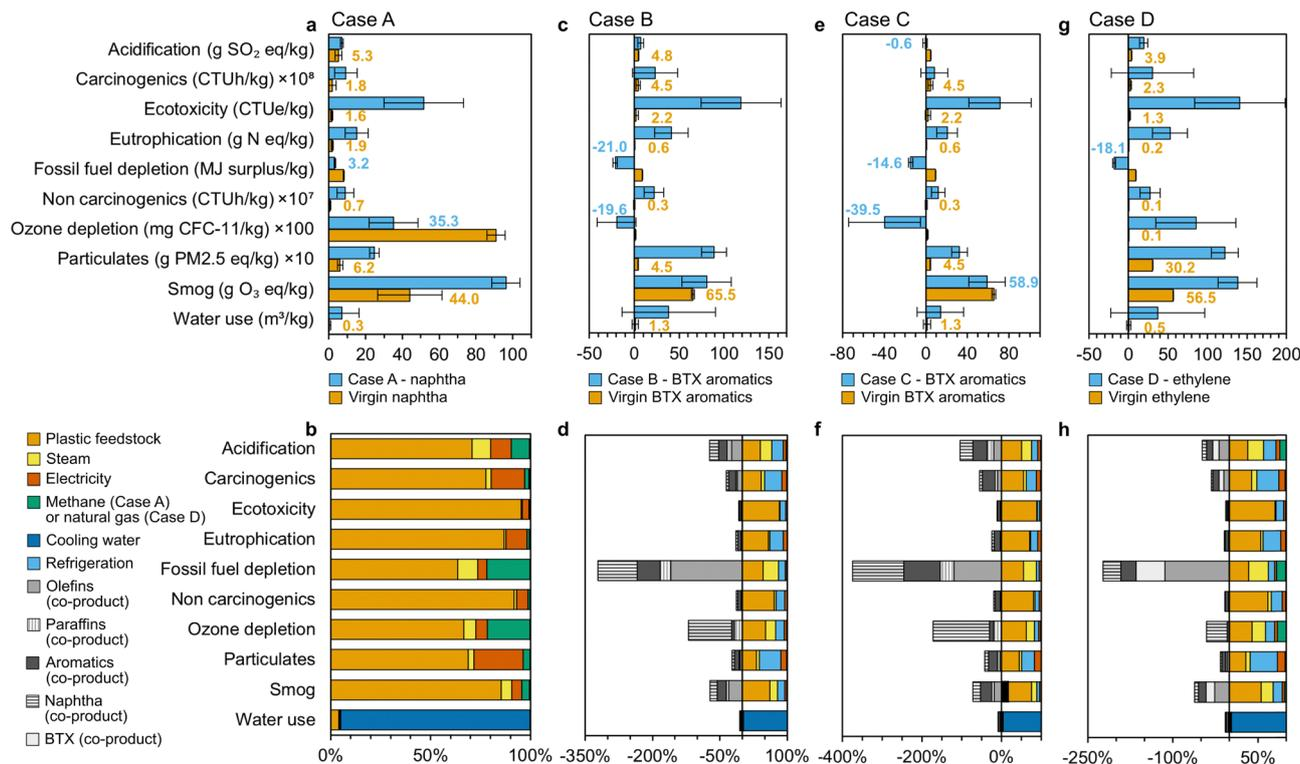 a Case A
c Case B
e Case C
g Case D
Acidification (g SO₂ eq/kg)
Carcinogenics (CTUh/kg) ×10⁸
Ecotoxicity (CTUe/kg)
Eutrophication (g N eq/kg)
Fossil fuel depletion (MJ surplus/kg)
Non carcinogenics (CTUh/kg) ×10⁷
Ozone depletion (mg CFC-11/kg) ×100
Particulates (g PM2.5 eq/kg) ×10
Smog (g O₃ eq/kg)
Water use (m³/kg)
5.3
1.8
1.6
1.9
3.2
0.7
35.3
6.2
44.0
0.3
0 20 40 60 80 100
Case A - naphtha
Virgin naphtha
4.8
4.5
2.2
0.6
-21.0
0.3
-19.6
4.5
65.5
1.3
-50 0 50 100 150
Case B - BTX aromatics
Virgin BTX aromatics
-0.6
4.5
2.2
0.6
-14.6
0.3
-39.5
4.5
58.9
1.3
-80 -40 0 40 80
Case C - BTX aromatics
Virgin BTX aromatics
3.9
2.3
1.3
0.2
-18.1
0.1
0.1
30.2
56.5
0.5
-50 0 50 100 150 200
Case D - ethylene
Virgin ethylene
Plastic feedstock
Steam
Electricity
Methane (Case A)
or natural gas (Case D)
Cooling water
Refrigeration
Olefins
(co-product)
Paraffins
(co-product)
Aromatics
(co-product)
Naphtha
(co-product)
BTX (co-product)
b
d
f
h
Acidification
Carcinogenics
Ecotoxicity
Eutrophication
Fossil fuel depletion
Non carcinogenics
Ozone depletion
Particulates
Smog
Water use
0 50% 100%
-350% -200% -50% 100%
-400% -200% 0%
-250% -100% 50%